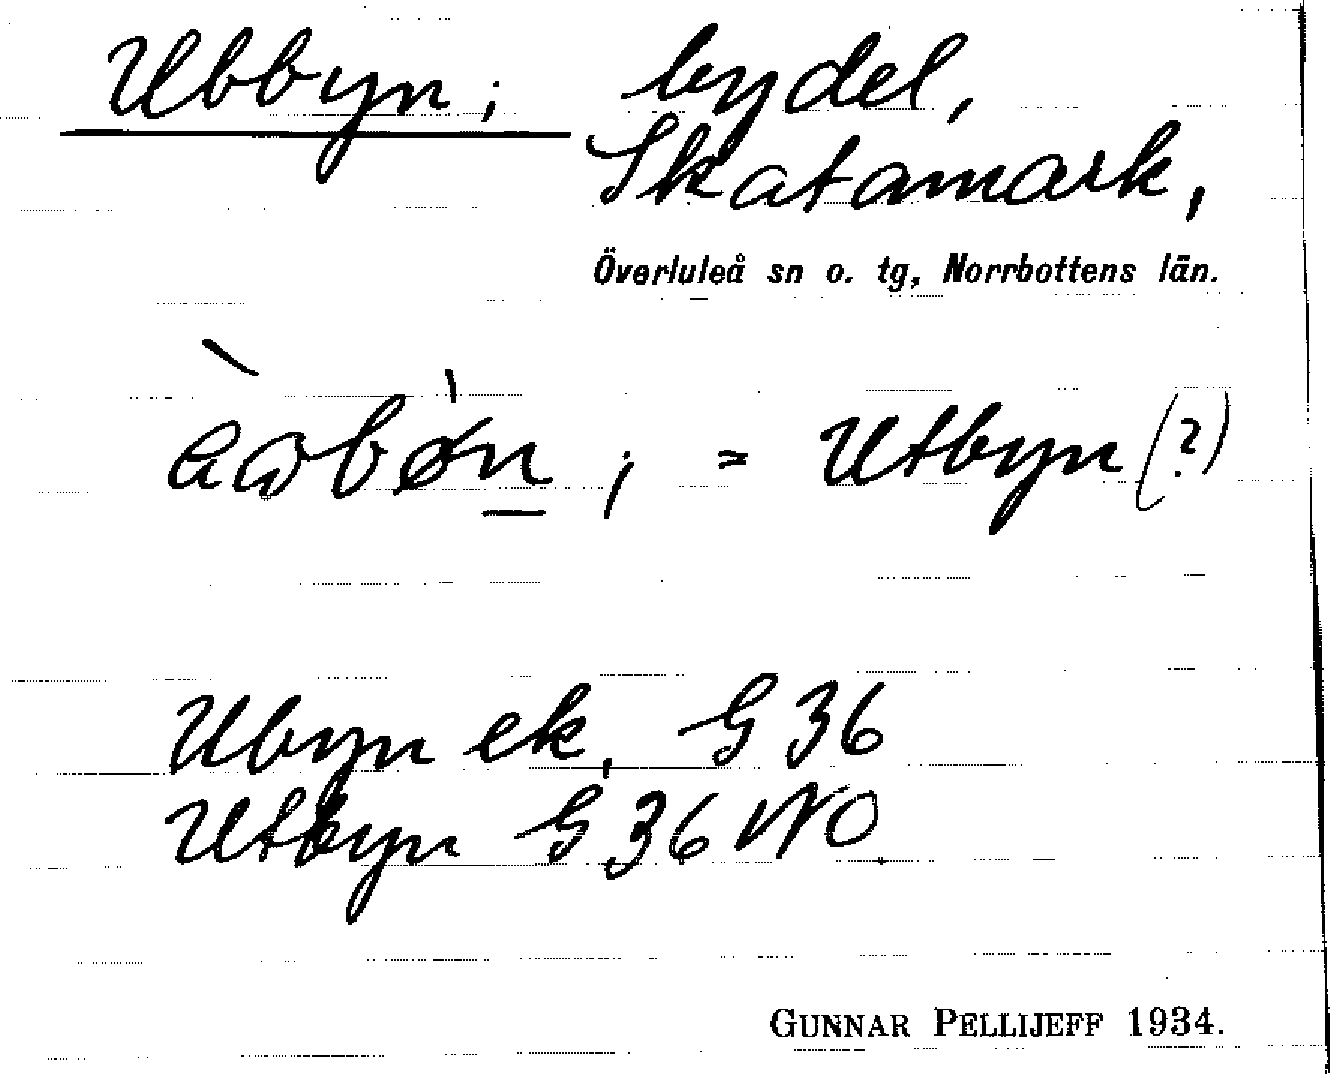 Ubbyn; bydel,
Skatamark,
Överluleå sn o. tg, Norrbottens län.
= Utbyn (?)
Ubyn ek, G 36
Utbyn G 36 NO
GUNNAR PELLIJEFF 1934.